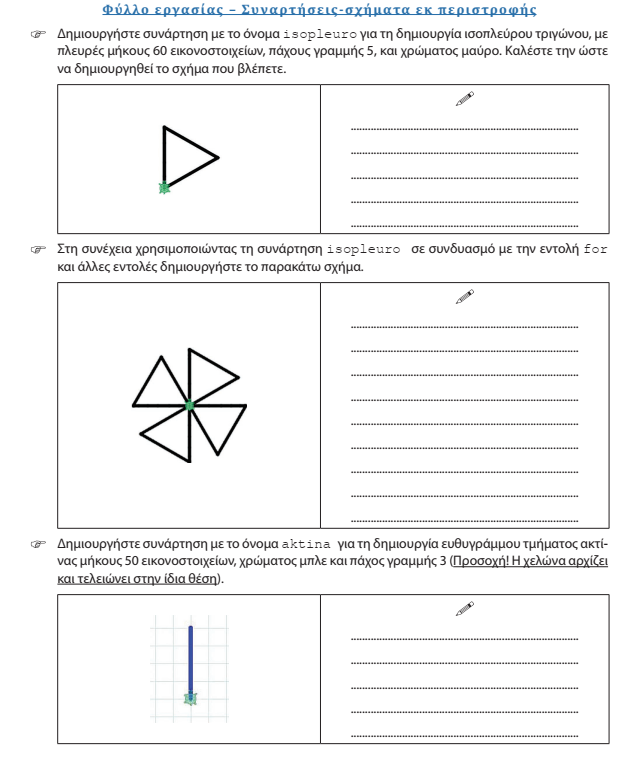 Φύλλο εργασίας – Συναρτήσεις-σχήματα εκ περιστροφής
☞ Δημιουργήστε συνάρτηση με το όνομα isopleuro για τη δημιουργία ισοπλεύρου τριγώνου, με
πλευρές μήκους 60 εικονοστοιχείων, πάχους γραμμής 5, και χρώματος μαύρο. Καλέστε την ώστε
να δημιουργηθεί το σχήμα που βλέπετε.
☞ Στη συνέχεια χρησιμοποιώντας τη συνάρτηση isopleuro σε συνδυασμό με την εντολή for
και άλλες εντολές δημιουργήστε το παρακάτω σχήμα.
☞ Δημιουργήστε συνάρτηση με το όνομα aktina για τη δημιουργία ευθυγράμμου τμήματος ακτί-
νας μήκους 50 εικονοστοιχείων, χρώματος μπλε και πάχος γραμμής 3 (Προσοχή! Η χελώνα αρχίζει
και τελειώνει στην ίδια θέση).